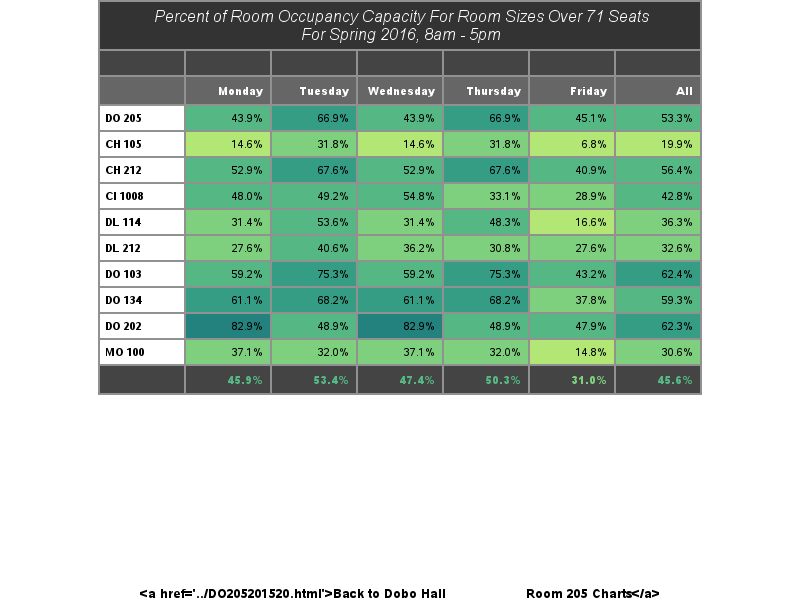 Percent of Room Occupancy Capacity For Room Sizes Over 71 Seats
For Spring 2016, 8am - 5pm
Monday Tuesday Wednesday Thursday Friday All
DO 205 43.9% 66.9% 43.9% 66.9% 45.1% 53.3%
CH 105 14.6% 31.8% 14.6% 31.8% 6.8% 19.9%
CH 212 52.9% 67.6% 52.9% 67.6% 40.9% 56.4%
CI 1008 48.0% 49.2% 54.8% 33.1% 28.9% 42.8%
DL 114 31.4% 53.6% 31.4% 48.3% 16.6% 36.3%
DL 212 27.6% 40.6% 36.2% 30.8% 27.6% 32.6%
DO 103 59.2% 75.3% 59.2% 75.3% 43.2% 62.4%
DO 134 61.1% 68.2% 61.1% 68.2% 37.8% 59.3%
DO 202 82.9% 48.9% 82.9% 48.9% 47.9% 62.3%
MO 100 37.1% 32.0% 37.1% 32.0% 14.8% 30.6%
45.9% 53.4% 47.4% 50.3% 31.0% 45.6%
<a href='../DO205201520.html'>Back to Dobo Hall Room 205 Charts</a>